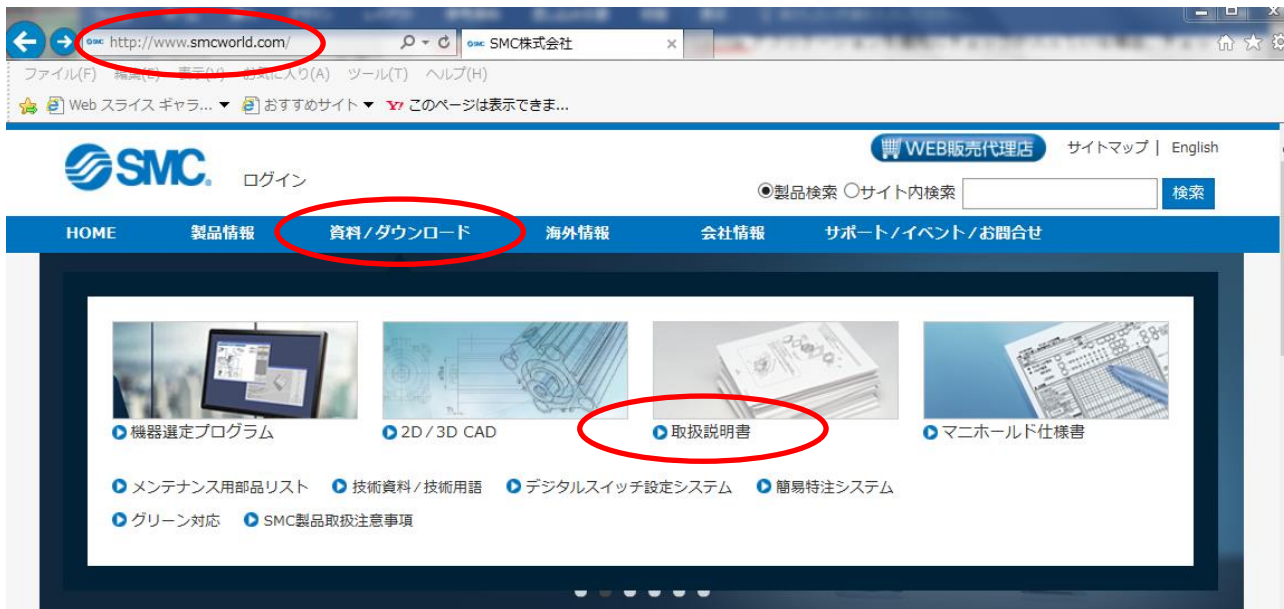 http://www.smcworld.com/ SMC株式会社
ファイル(F) 編集(E) 表示(V) お気に入り(A) ツール(T) ヘルプ(H)
Web スライス ギャラ... おすすめサイト このページは表示できま...
WEB販売代理店 サイトマップ | English
SMC. ログイン
製品検索 サイト内検索 検索
HOME 製品情報 資料/ダウンロード 海外情報 会社情報 サポート/イベント/お問合せ
機器選定プログラム 2D/3D CAD 取扱説明書 マニホールド仕様書
メンテナンス用部品リスト 技術資料/技術用語 デジタルスイッチ設定システム 簡易特注システム
グリーン対応 SMC製品取扱注意事項